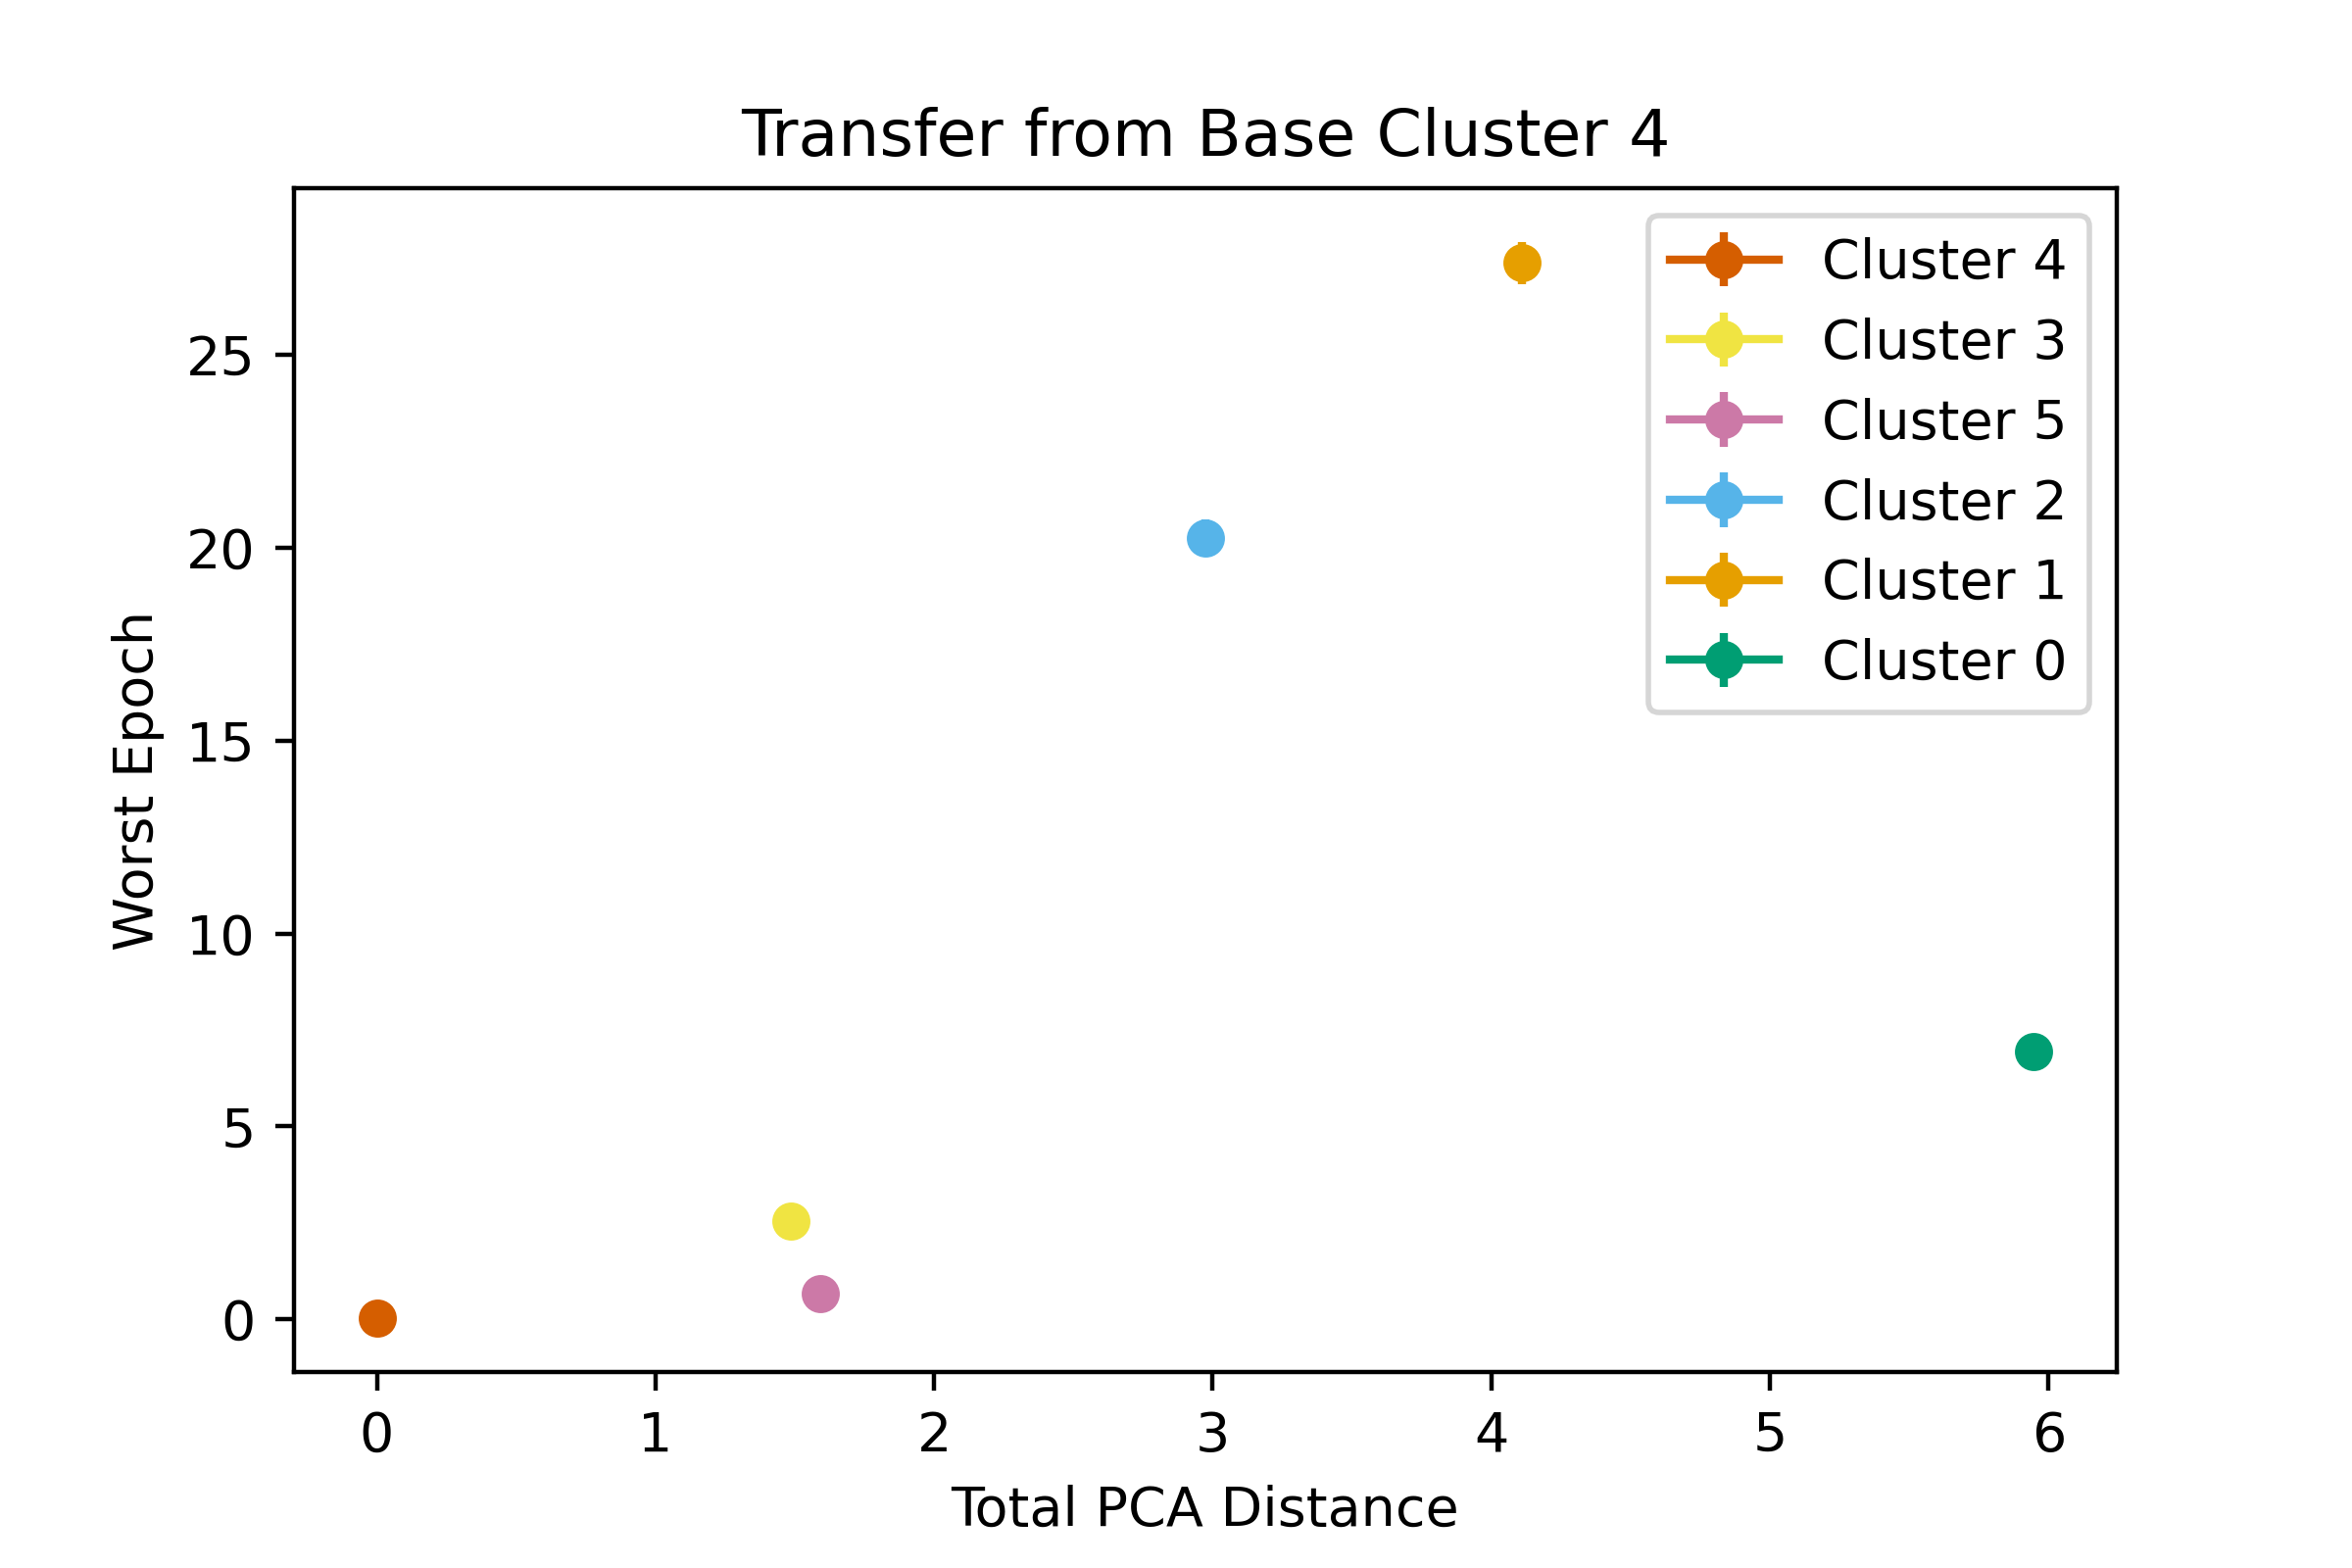 Transfer from Base Cluster 4
Cluster 4
Cluster 3
Cluster 5
Cluster 2
Cluster 1
Cluster 0
Worst Epoch
25
20
15
10
5
0
0 1 2 3 4 5 6
Total PCA Distance